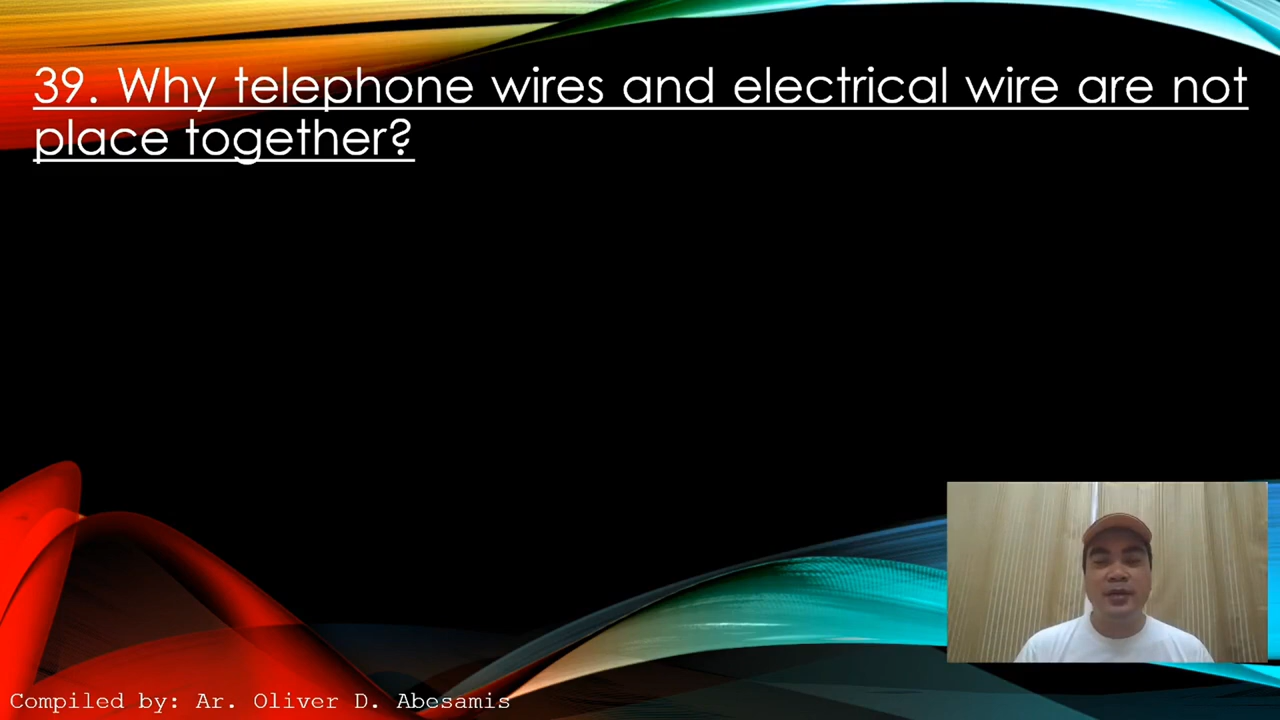 39. Why telephone wires and electrical wire are not
place together?
Compiled by: Ar. Oliver D. Abesamis